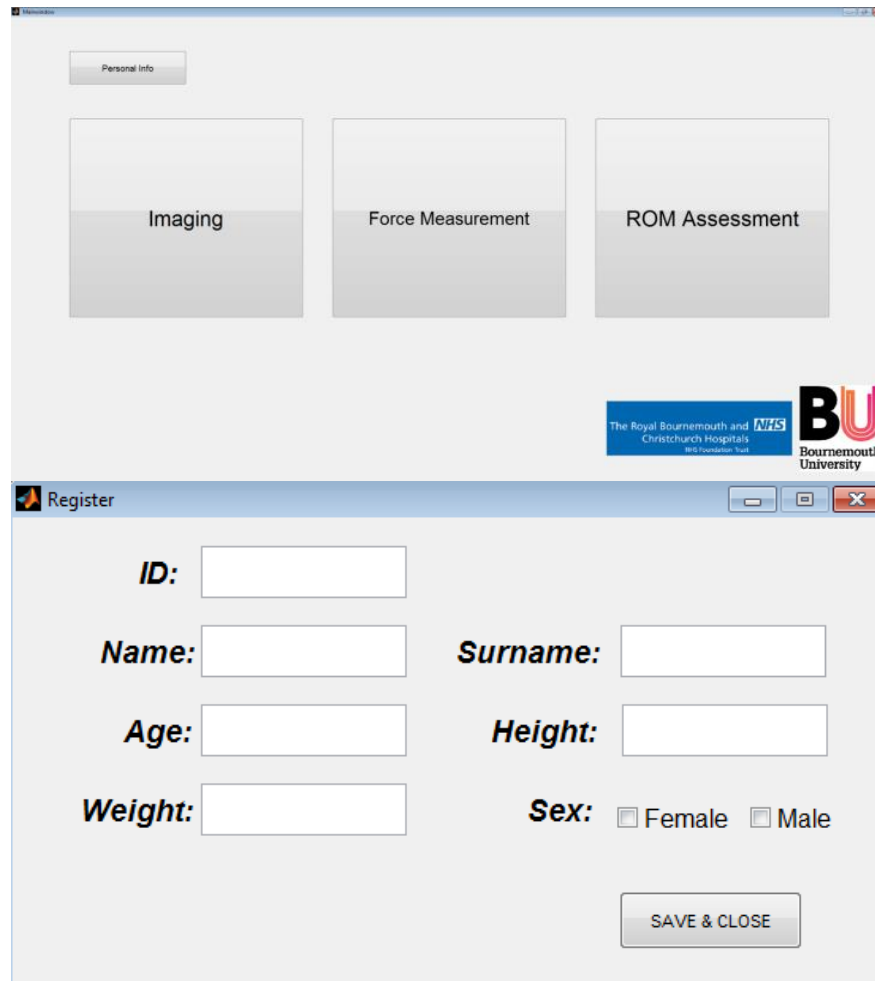 Personal Info
Imaging Force Measurement ROM Assessment
The Royal Bournemouth and NHS
Christchurch Hospitals
NHS Foundation Trust
BU
Bournemouth
University
Register
ID:
Name: Surname:
Age: Height:
Weight: Sex: Female Male
SAVE & CLOSE